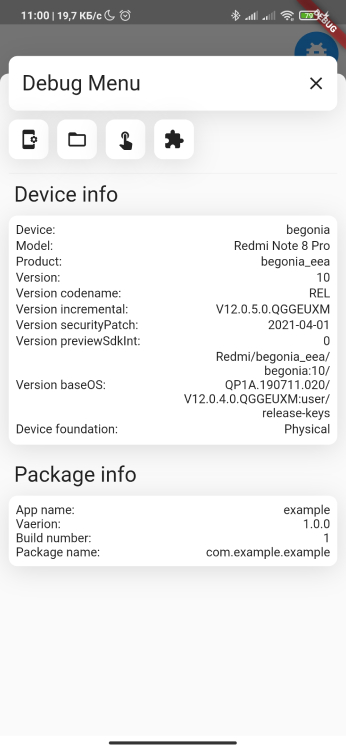 11:00 | 19,7 КБ/с
79
DEBUG
Debug Menu
Device info
Device: begonia
Model: Redmi Note 8 Pro
Product: begonia_eea
Version: 10
Version codename: REL
Version incremental: V12.0.5.0.QGGEUXM
Version securityPatch: 2021-04-01
Version previewSdkInt: 0
Version baseOS: Redmi/begonia_eea/
begonia:10/
QP1A.190711.020/
V12.0.4.0.QGGEUXM:user/
release-keys
Device foundation: Physical
Package info
App name: example
Vaerion: 1.0.0
Build number: 1
Package name: com.example.example